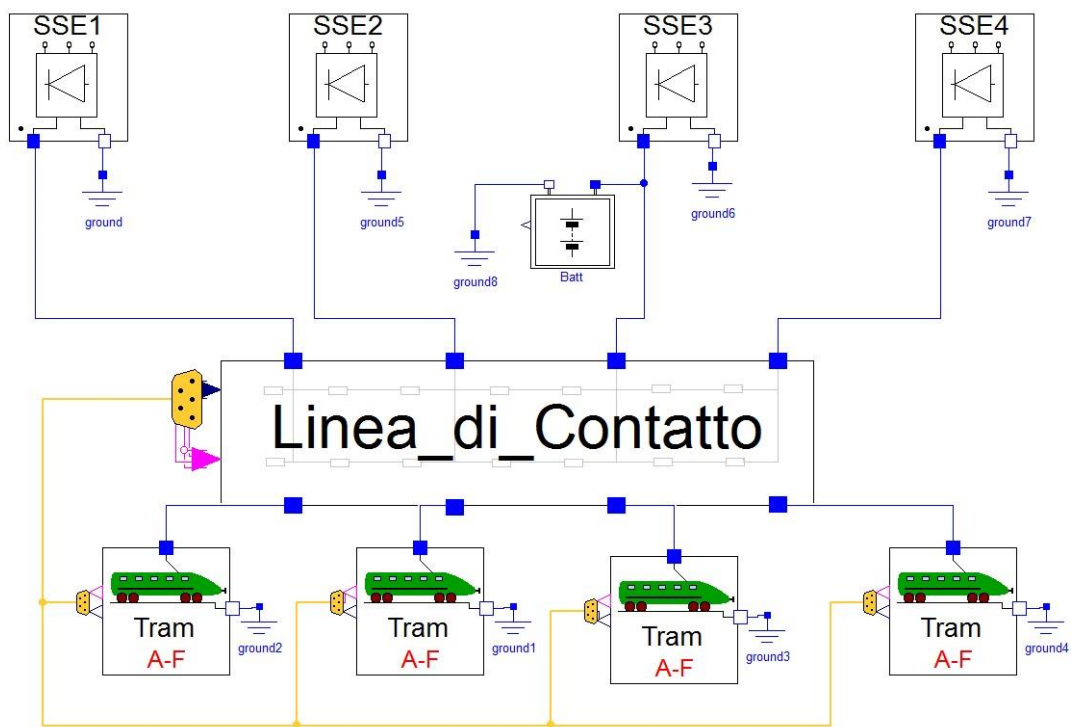 SSE1
SSE2
SSE3
SSE4
ground
ground5
ground6
ground7
ground8
Batt
Linea_di_Contatto
Tram
A-F
ground2
Tram
A-F
ground1
Tram
A-F
ground3
Tram
A-F
ground4